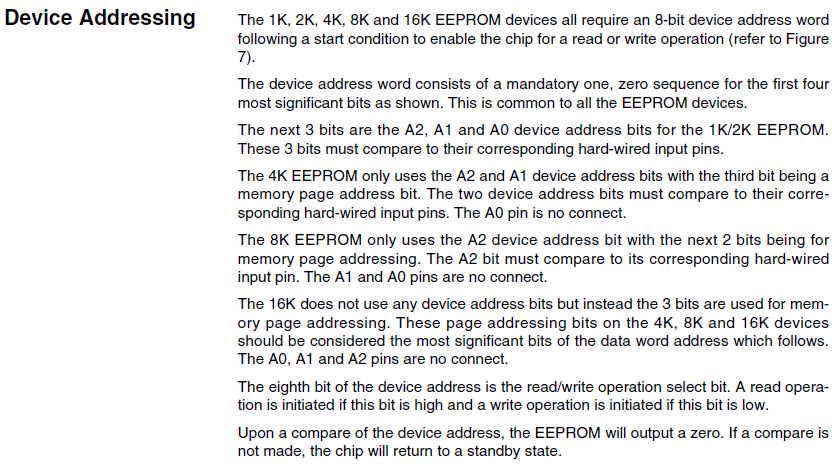 Device Addressing
The 1K, 2K, 4K, 8K and 16K EEPROM devices all require an 8-bit device address word
following a start condition to enable the chip for a read or write operation (refer to Figure
7).
The device address word consists of a mandatory one, zero sequence for the first four
most significant bits as shown. This is common to all the EEPROM devices.
The next 3 bits are the A2, A1 and A0 device address bits for the 1K/2K EEPROM.
These 3 bits must compare to their corresponding hard-wired input pins.
The 4K EEPROM only uses the A2 and A1 device address bits with the third bit being a
memory page address bit. The two device address bits must compare to their corre-
sponding hard-wired input pins. The A0 pin is no connect.
The 8K EEPROM only uses the A2 device address bit with the next 2 bits being for
memory page addressing. The A2 bit must compare to its corresponding hard-wired
input pin. The A1 and A0 pins are no connect.
The 16K does not use any device address bits but instead the 3 bits are used for mem-
ory page addressing. These page addressing bits on the 4K, 8K and 16K devices
should be considered the most significant bits of the data word address which follows.
The A0, A1 and A2 pins are no connect.
The eighth bit of the device address is the read/write operation select bit. A read opera-
tion is initiated if this bit is high and a write operation is initiated if this bit is low.
Upon a compare of the device address, the EEPROM will output a zero. If a compare is
not made, the chip will return to a standby state.